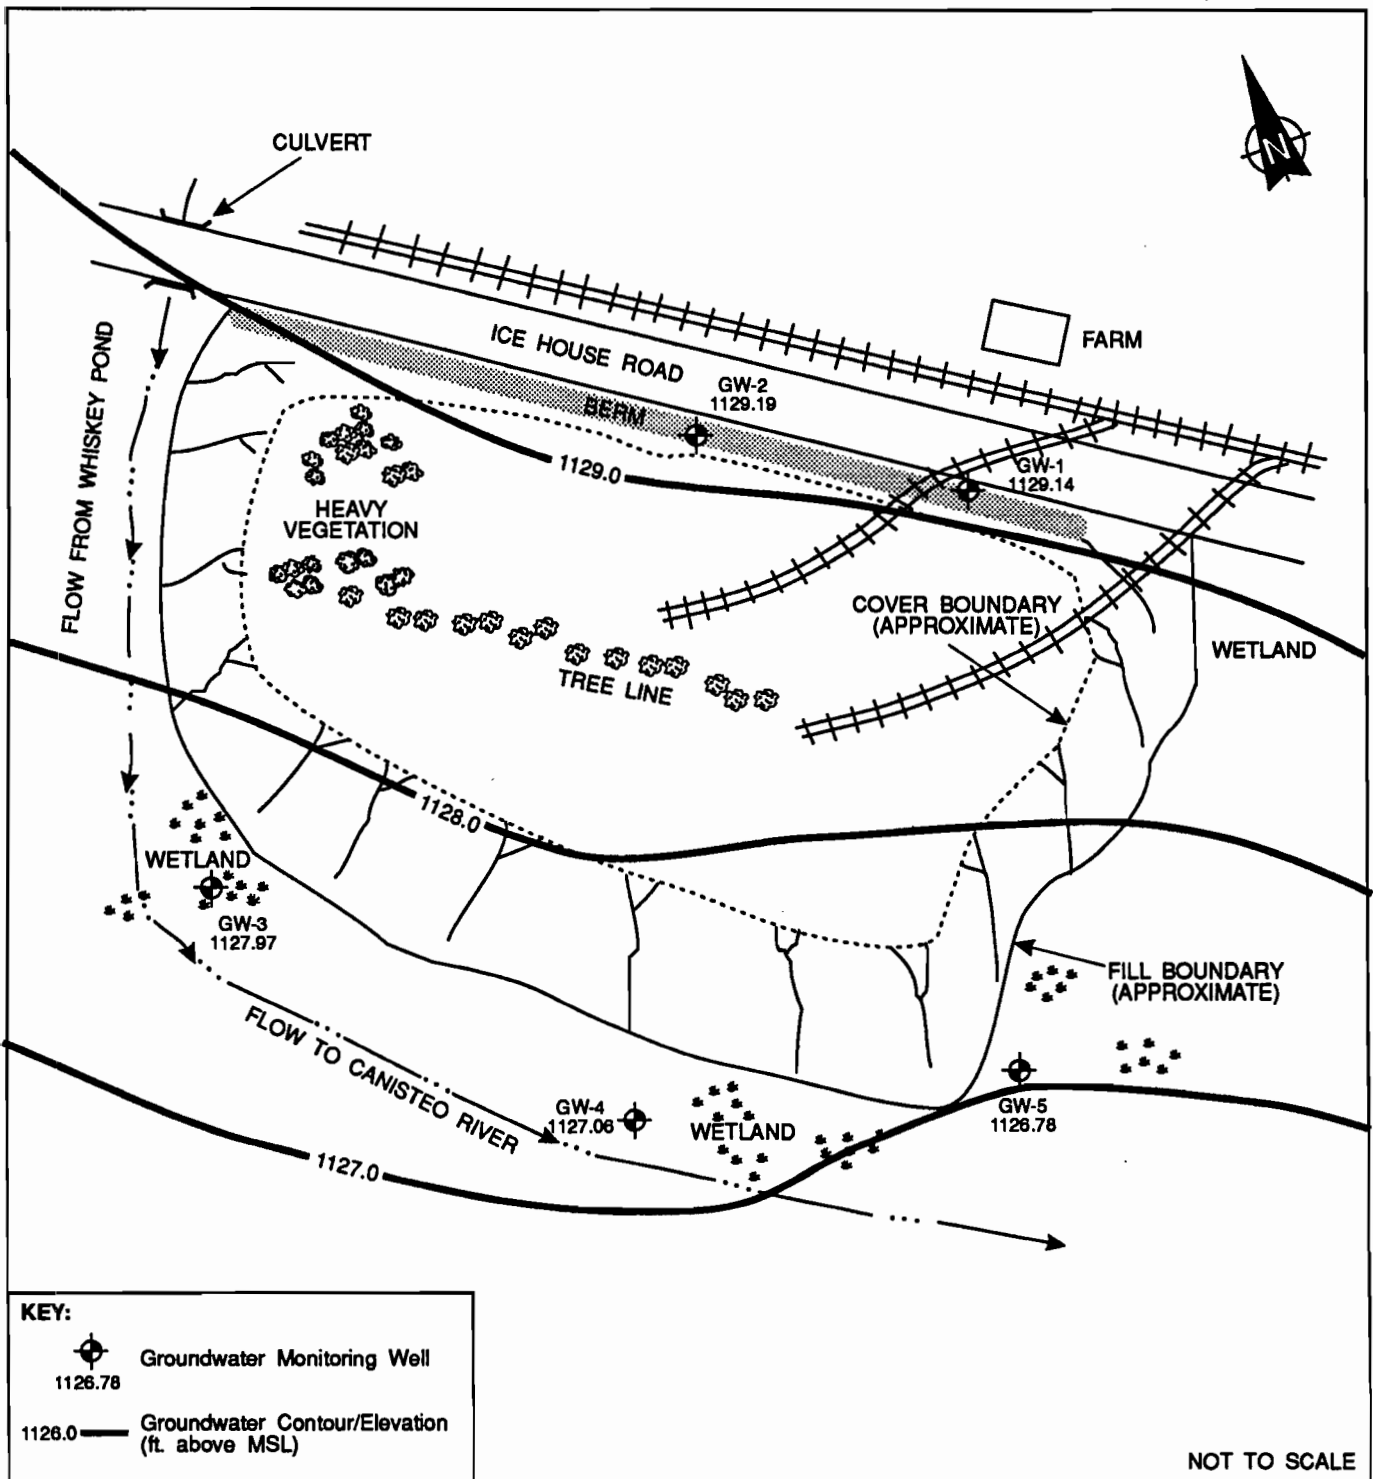 CULVERT
N
FARM
ICE HOUSE ROAD
GW-2
1129.19
BERM
GW-1
1129.14
1129.0
FLOW FROM WHISKEY POND
HEAVY
VEGETATION
COVER BOUNDARY
(APPROXIMATE)
WETLAND
TREE LINE
1128.0
WETLAND
GW-3
1127.97
FILL BOUNDARY
(APPROXIMATE)
FLOW TO CANISTEO RIVER
GW-4
1127.06
WETLAND
GW-5
1126.78
1127.0
KEY:
Groundwater Monitoring Well
1126.78
1126.0
Groundwater Contour/Elevation
(ft. above MSL)
NOT TO SCALE